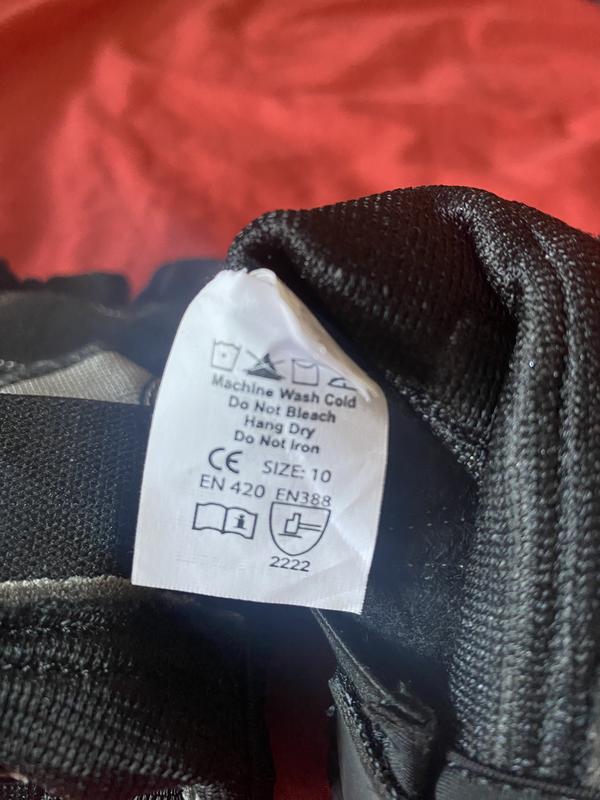 Machine Wash Cold
Do Not Bleach
Hang Dry
Do Not Iron
CE SIZE: 10
EN 420 EN388
i
2222